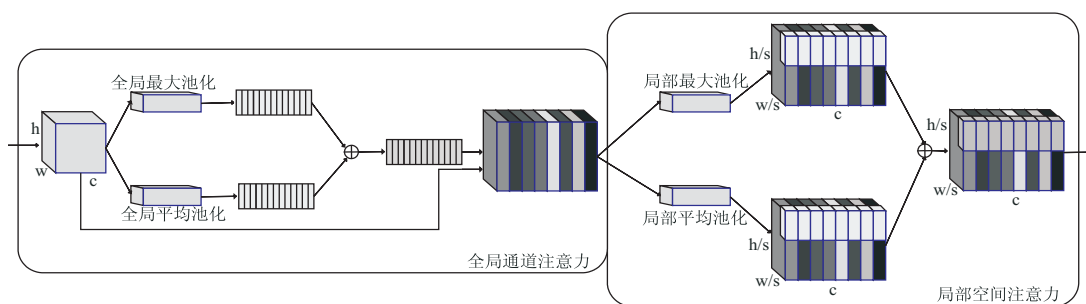 全局最大池化
h
w
c
全局平均池化
全局通道注意力
局部最大池化
h/s
w/s
c
局部平均池化
h/s
w/s
c
h/s
w/s
c
局部空间注意力